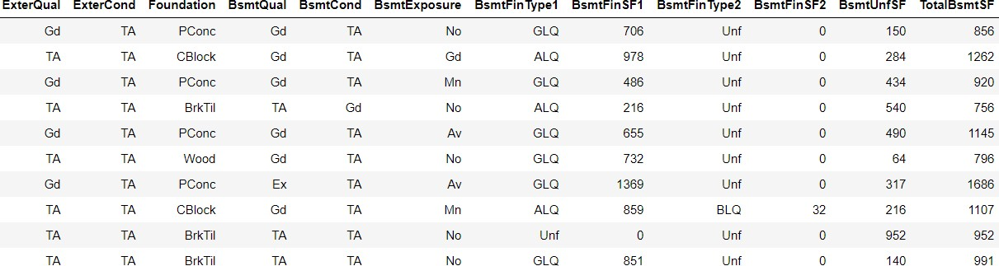 ExterQual ExterCond Foundation BsmtQual BsmtCond BsmtExposure BsmtFinType1 BsmtFinSF1 BsmtFinType2 BsmtFinSF2 BsmtUnfSF TotalBsmtSF
Gd TA PConc Gd TA No GLQ 706 Unf 0 150 856
TA TA CBlock Gd TA Gd ALQ 978 Unf 0 284 1262
Gd TA PConc Gd TA Mn GLQ 486 Unf 0 434 920
TA TA BrkTil TA Gd No ALQ 216 Unf 0 540 756
Gd TA PConc Gd TA Av GLQ 655 Unf 0 490 1145
TA TA Wood Gd TA No GLQ 732 Unf 0 64 796
Gd TA PConc Ex TA Av GLQ 1369 Unf 0 317 1686
TA TA CBlock Gd TA Mn ALQ 859 BLQ 32 216 1107
TA TA BrkTil TA TA No Unf 0 Unf 0 952 952
TA TA BrkTil TA TA No GLQ 851 Unf 0 140 991